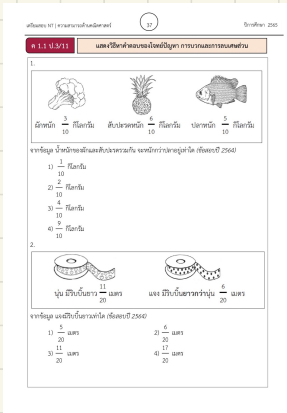 เตรียมสอบ NT | ความสามารถด้านคณิตศาสตร์ 37 ปีการศึกษา 2565
ค 1.1 ป.3/11 แสดงวิธีหาคำตอบของโจทย์ปัญหา การบวกและการลบเศษส่วน
1.
ผักหนัก 3/10 กิโลกรัม สับปะรดหนัก 6/10 กิโลกรัม ปลาหนัก 5/10 กิโลกรัม
จากข้อมูล น้ำหนักของผักและสับปะรดรวมกัน จะหนักกว่าปลาอยู่เท่าใด (ข้อสอบปี 2564)
1) 1/10 กิโลกรัม
2) 2/10 กิโลกรัม
3) 4/10 กิโลกรัม
4) 9/10 กิโลกรัม
2.
นุ่น มีริบบิ้นยาว 11/20 เมตร แจง มีริบบิ้นยาวกว่านุ่น 6/20 เมตร
จากข้อมูล แจงมีริบบิ้นยาวเท่าใด (ข้อสอบปี 2564)
1) 5/20 เมตร 2) 6/20 เมตร
3) 11/20 เมตร 4) 17/20 เมตร